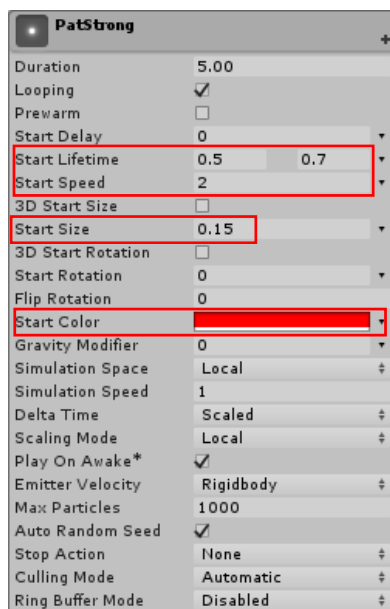 PatStrong
Duration 5.00
Looping
Prewarm
Start Delay 0
Start Lifetime 0.5 0.7
Start Speed 2
3D Start Size
Start Size 0.15
3D Start Rotation
Start Rotation 0
Flip Rotation 0
Start Color
Gravity Modifier 0
Simulation Space Local
Simulation Speed 1
Delta Time Scaled
Scaling Mode Local
Play On Awake*
Emitter Velocity Rigidbody
Max Particles 1000
Auto Random Seed
Stop Action None
Culling Mode Automatic
Ring Buffer Mode Disabled